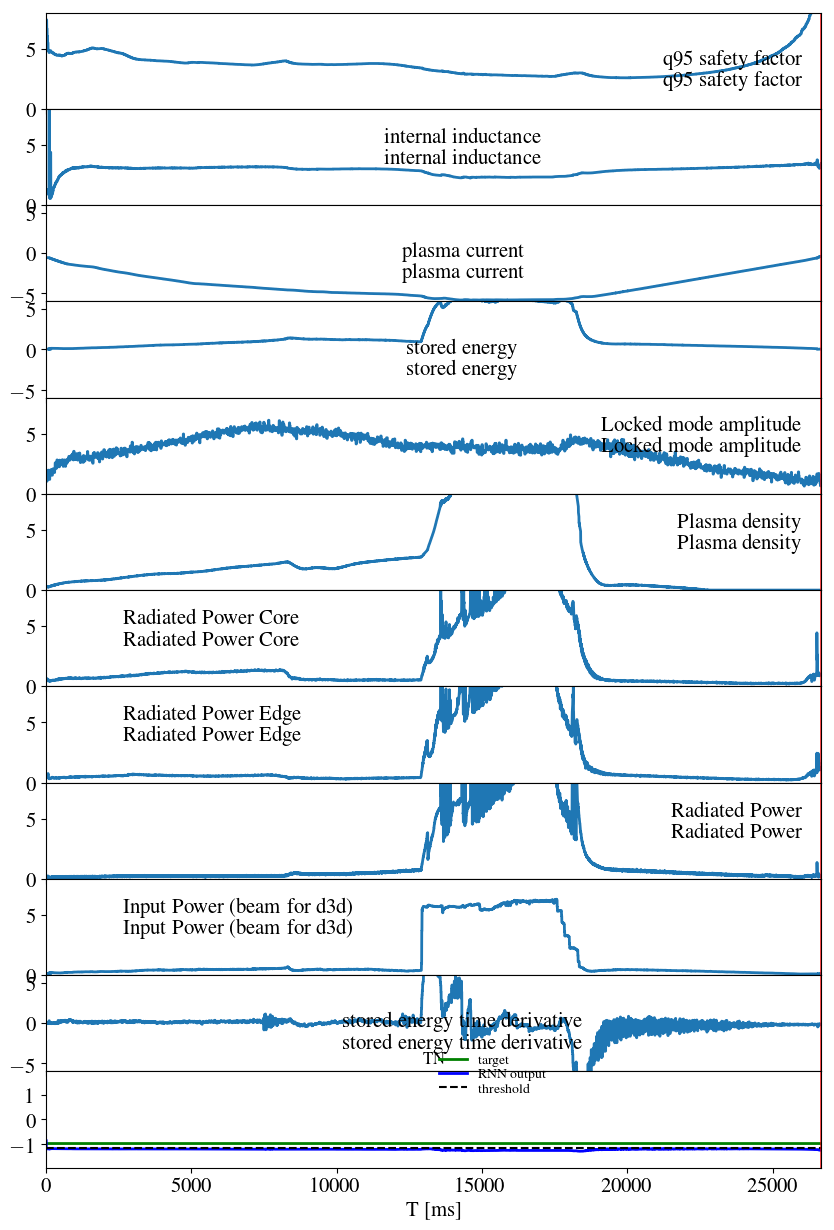 5
q95 safety factor
q95 safety factor
0
internal inductance
5
internal inductance
0
5
plasma current
0
plasma current
−5
5
stored energy
0
stored energy
−5
Locked mode amplitude
5
Locked mode amplitude
0
Plasma density
5
Plasma density
0
Radiated Power Core
5
Radiated Power Core
0
Radiated Power Edge
5
Radiated Power Edge
0
Radiated Power
5
Radiated Power
0
Input Power (beam for d3d)
5
Input Power (beam for d3d)
0
5
stored energy time derivative
0
stored energy time derivative
TN
target
−5
RNN output
threshold
1
0
−1
0 5000 10000 15000 20000 25000
T [ms]